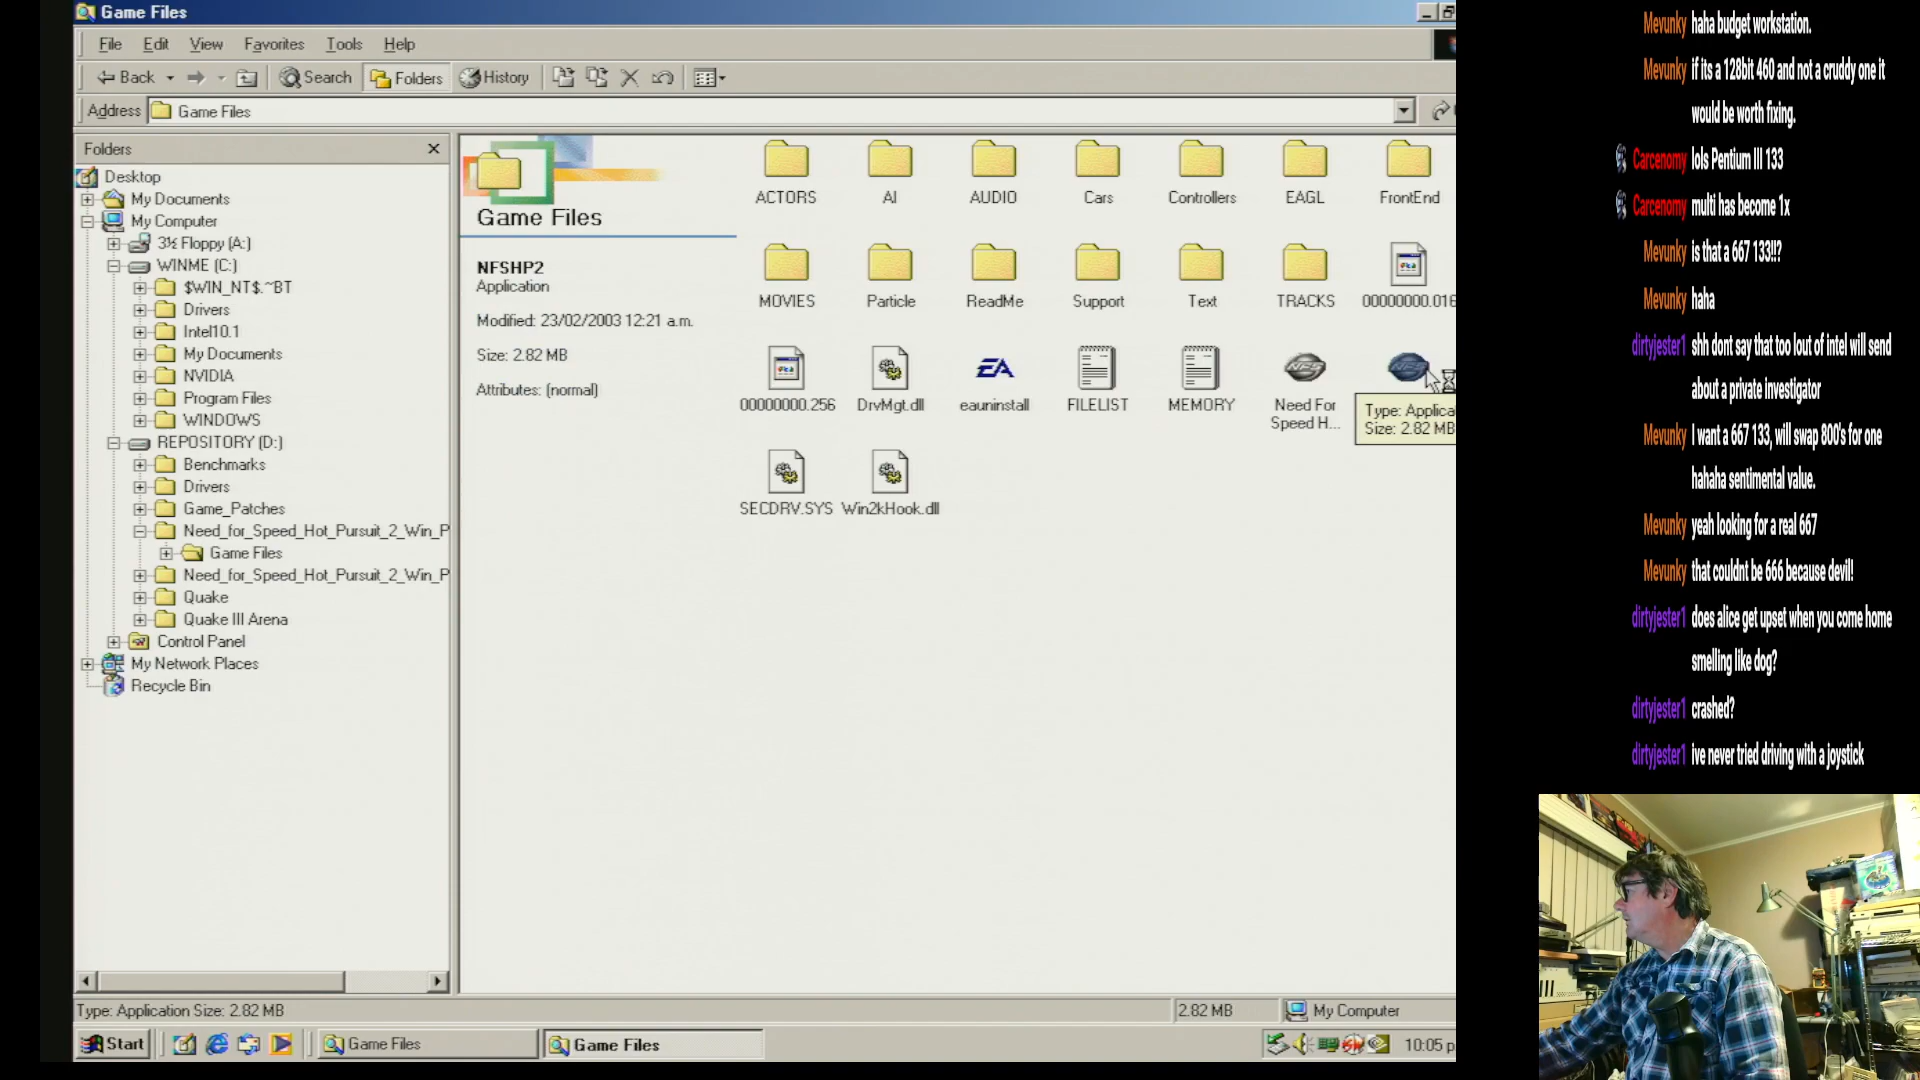 Game Files
File Edit View Favorites Tools Help
Back Search Folders History
Address Game Files
Folders
Desktop
My Documents
My Computer
3½ Floppy (A:)
WINME (C:)
$WIN_NT$.~BT
Drivers
Intel10.1
My Documents
NVIDIA
Program Files
WINDOWS
REPOSITORY (D:)
Benchmarks
Drivers
Game_Patches
Need_for_Speed_Hot_Pursuit_2_Win_P
Game Files
Need_for_Speed_Hot_Pursuit_2_Win_P
Quake
Quake III Arena
Control Panel
My Network Places
Recycle Bin
Game Files
NFSHP2
Application
Modified: 23/02/2003 12:21 a.m.
Size: 2.82 MB
Attributes: (normal)
ACTORS AI AUDIO Cars Controllers EAGL FrontEnd
MOVIES Particle ReadMe Support Text TRACKS 00000000.016
EA
NFS
NFS
00000000.256 DrvMgt.dll eauninstall FILELIST MEMORY Need For
Speed H...
Type: Applica
Size: 2.82 MB
SECDRV.SYS Win2kHook.dll
Type: Application Size: 2.82 MB
2.82 MB
My Computer
Start
Game Files
Game Files
10:05 p
Mevunky haha budget workstation.
Mevunky if its a 128bit 460 and not a cruddy one it
would be worth fixing.
Carcenomy lols Pentium III 133
Carcenomy multi has become 1x
Mevunky is that a 667 133!!?
Mevunky haha
dirtyjester1 shh dont say that too lout of intel will send
about a private investigator
Mevunky I want a 667 133, will swap 800's for one
hahaha sentimental value.
Mevunky yeah looking for a real 667
Mevunky that couldnt be 666 because devil!
dirtyjester1 does alice get upset when you come home
smelling like dog?
dirtyjester1 crashed?
dirtyjester1 ive never tried driving with a joystick